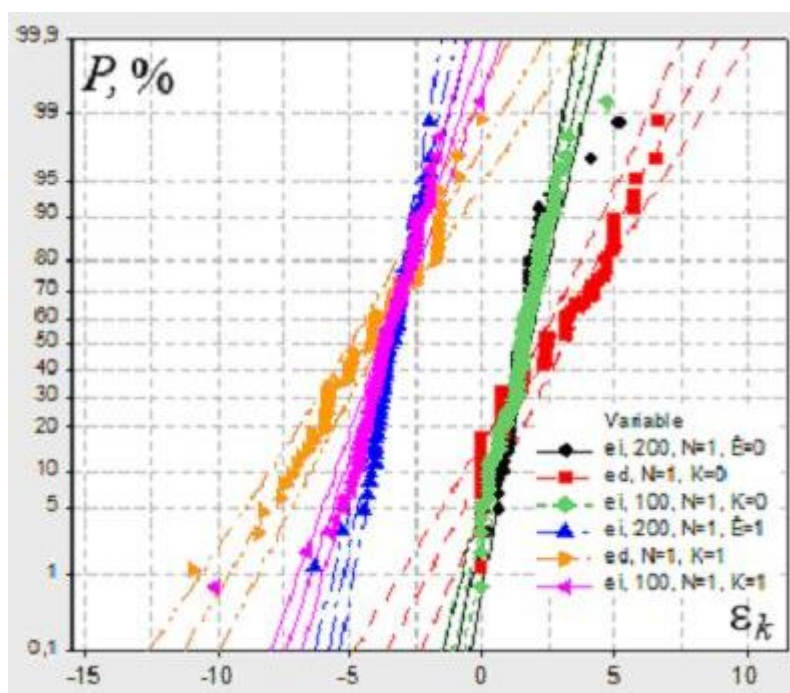 99,9
P, %
99
95
90
80
70
60
50
40
30
20
10
5
1
0,1
Variable
ei, 200, N=1, Ê=0
ed, N=1, K=0
ei, 100, N=1, K=0
ei, 200, N=1, Ê=1
ed, N=1, K=1
ei, 100, N=1, K=1
εk
-15 -10 -5 0 5 10